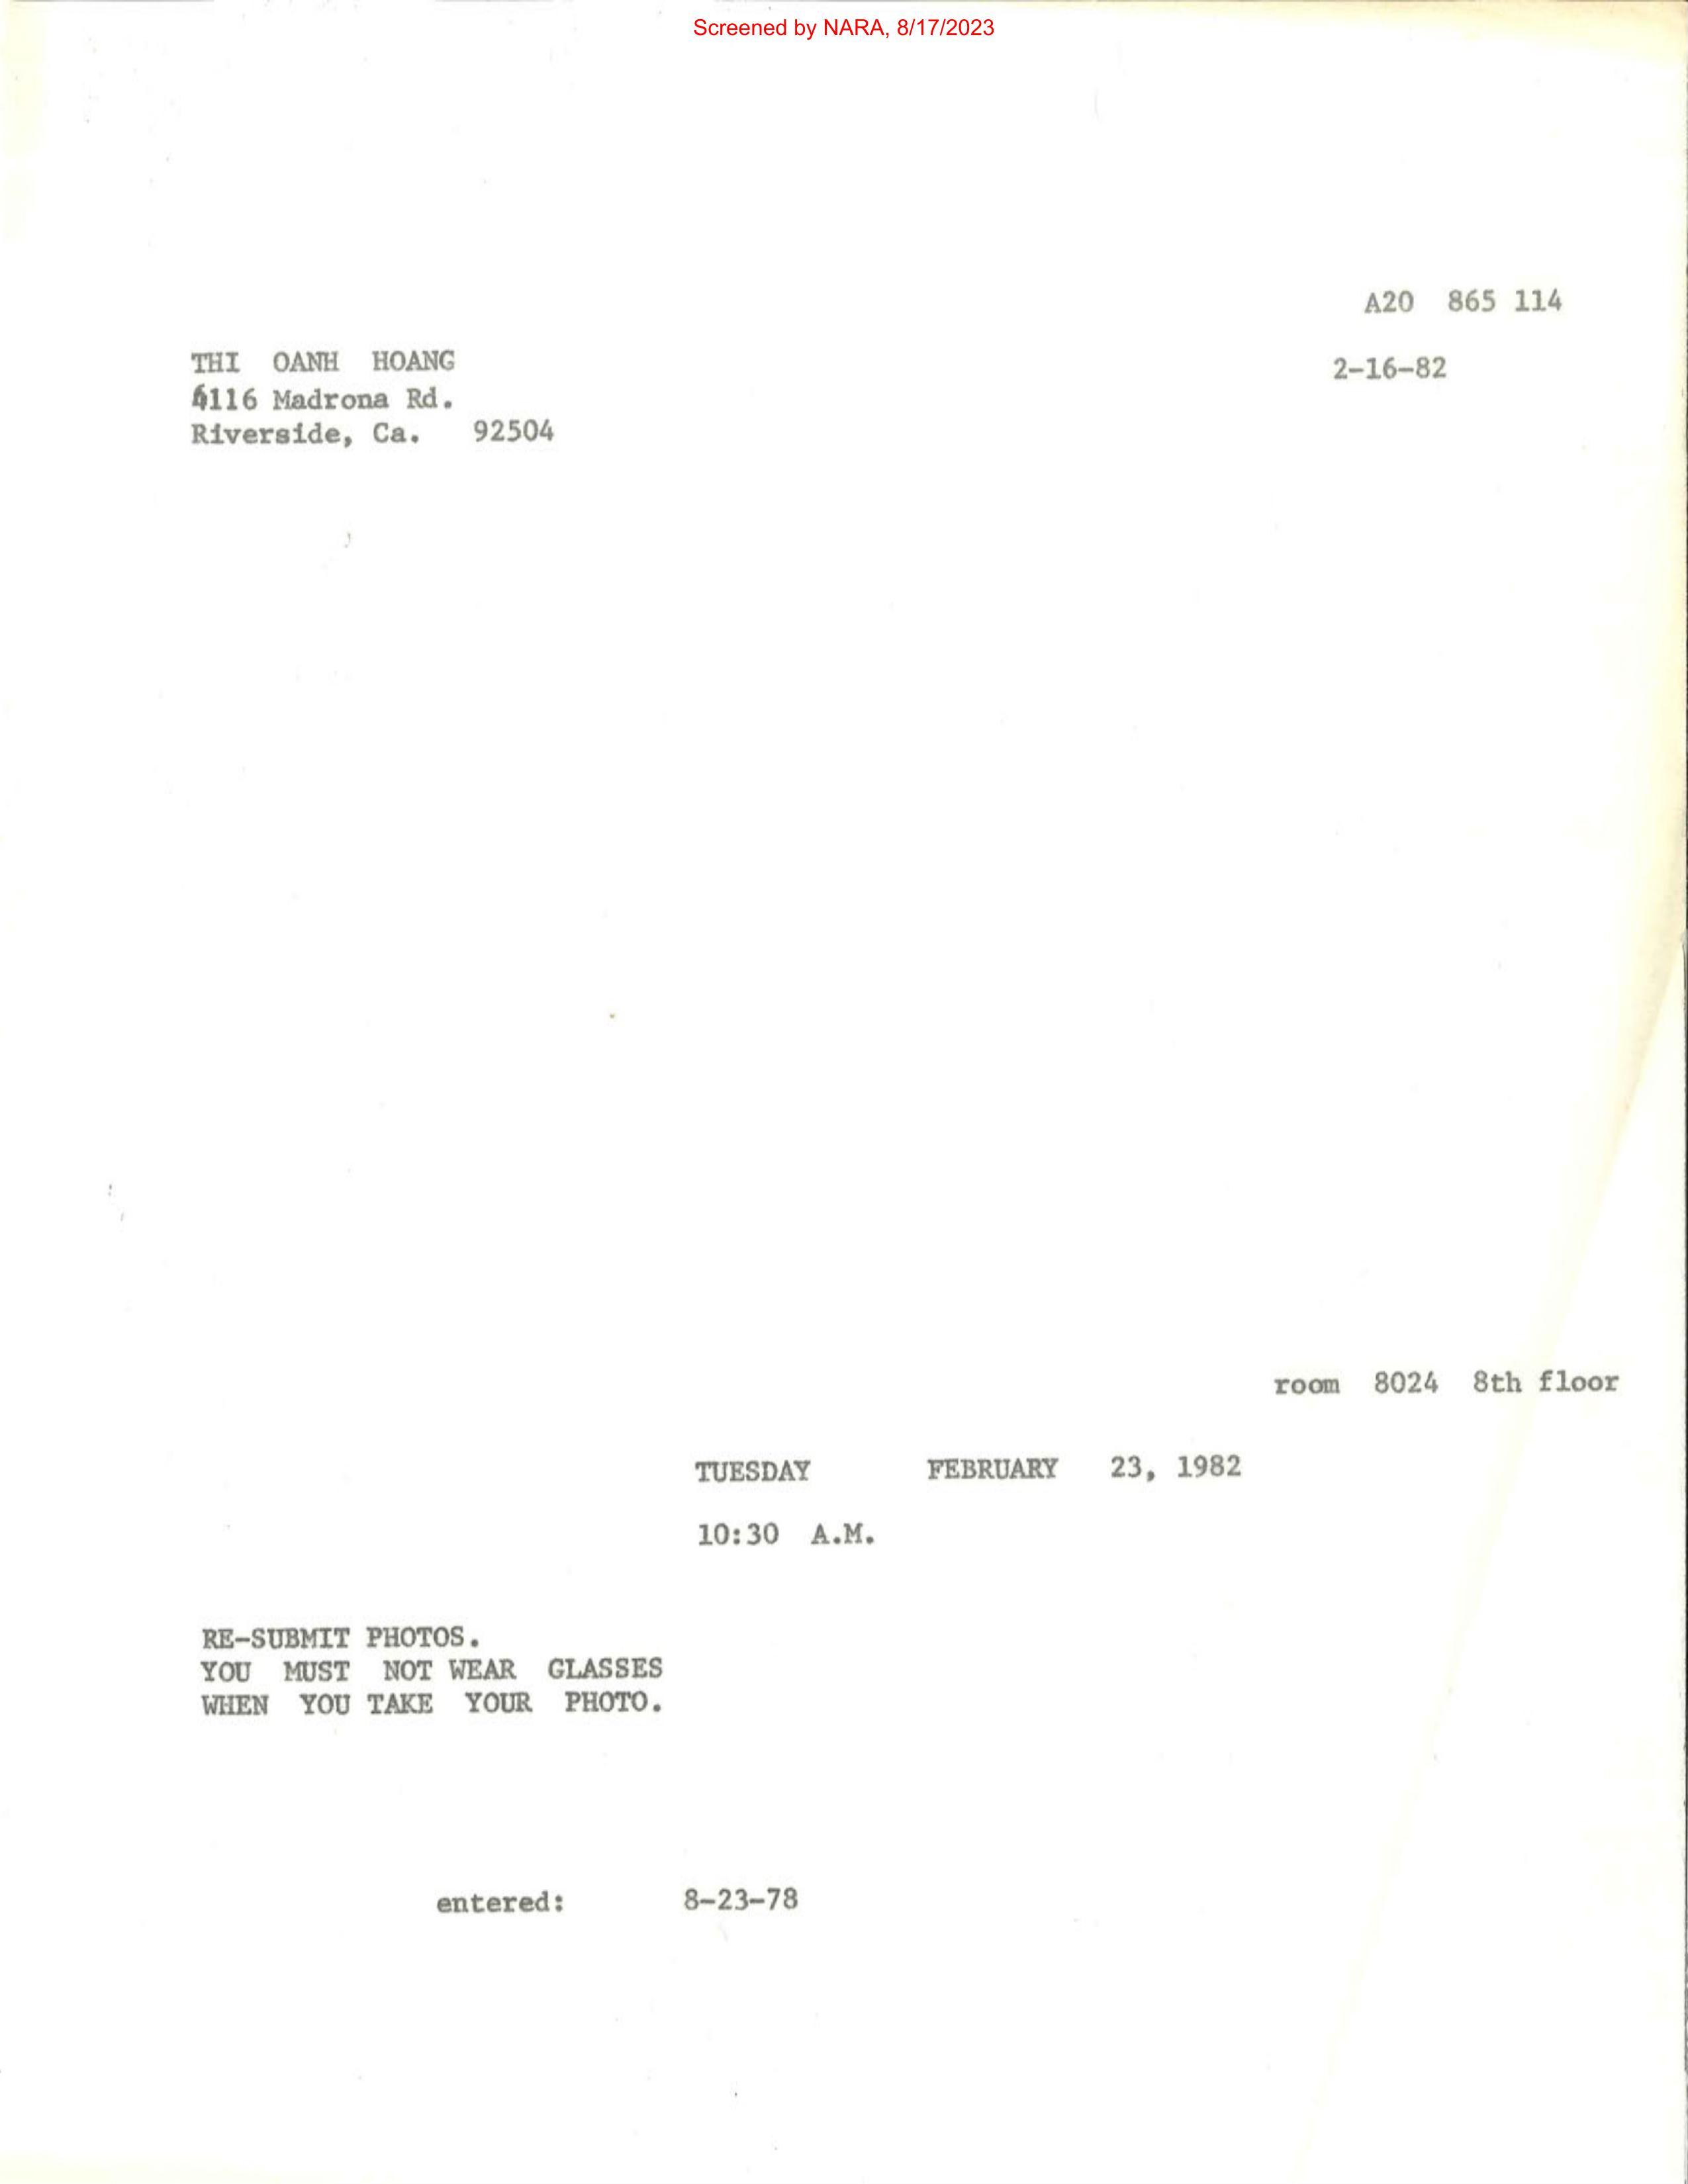 Screened by NARA, 8/17/2023
A20 865 114
THI OANH HOANG
2-16-82
Madrona Rd.
Riverside, Ca. 92504
room 8024 8th floor
TUESDAY FEBRUARY 23, 1982
10:30 A.M.
RE-SUBMIT PHOTOS.
YOU MUST NOT WEAR GLASSES
WHEN YOU TAKE YOUR PHOTO.
entered: 8-23-78